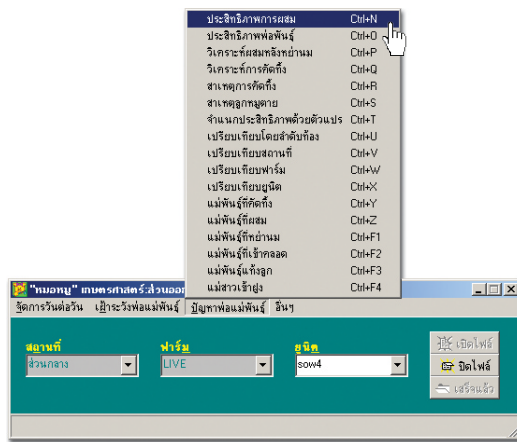 ประสิทธิภาพการผสม Ctrl+N
ประสิทธิภาพพ่อพันธุ์ Ctrl+O
วิเคราะห์ผสมหลังหย่านม Ctrl+P
วิเคราะห์การคัดทิ้ง Ctrl+Q
สาเหตุการคัดทิ้ง Ctrl+R
สาเหตุลูกหมูตาย Ctrl+S
จำแนกประสิทธิภาพด้วยตัวแปร Ctrl+T
เปรียบเทียบโดยลำดับท้อง Ctrl+U
เปรียบเทียบสถานที่ Ctrl+V
เปรียบเทียบฟาร์ม Ctrl+W
เปรียบเทียบยูนิต Ctrl+X
แม่พันธุ์ที่คัดทิ้ง Ctrl+Y
แม่พันธุ์ที่ผสม Ctrl+Z
แม่พันธุ์ที่หย่านม Ctrl+F1
แม่พันธุ์ที่เข้าคลอด Ctrl+F2
แม่พันธุ์แท้งลูก Ctrl+F3
แม่สาวเข้าฝูง Ctrl+F4
"หมอหมู" เกษตรศาสตร์:ส่วนออก
จัดการวันต่อวัน เฝ้าระวังพ่อแม่พันธุ์ ปัญหาพ่อแม่พันธุ์ อื่นๆ
สถานที่ ฟาร์ม ยูนิต
ส่วนกลาง LIVE sow4
เปิดไฟล์
ปิดไฟล์
เสร็จแล้ว